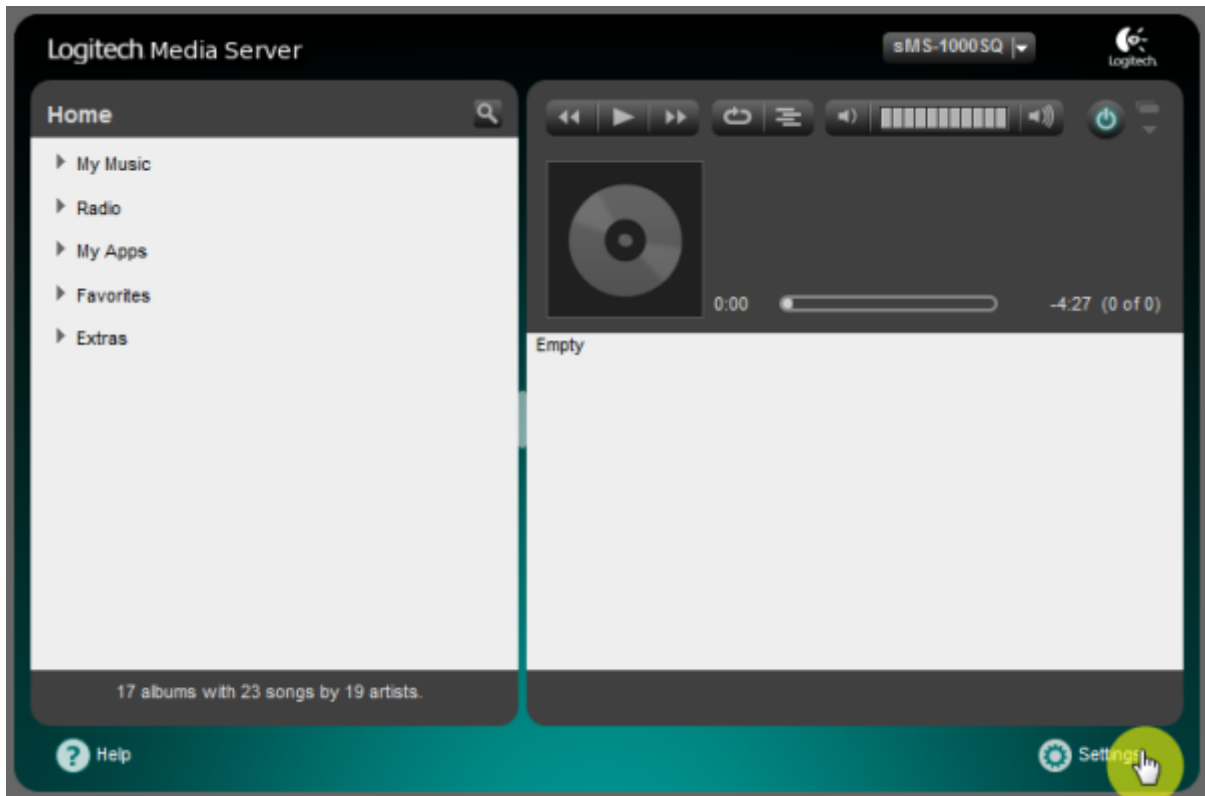 Logitech Media Server
sMS-1000SQ
Logitech
Home
My Music
Radio
My Apps
Favorites
Extras
0:00
-4:27 (0 of 0)
Empty
17 albums with 23 songs by 19 artists.
? Help
Settings